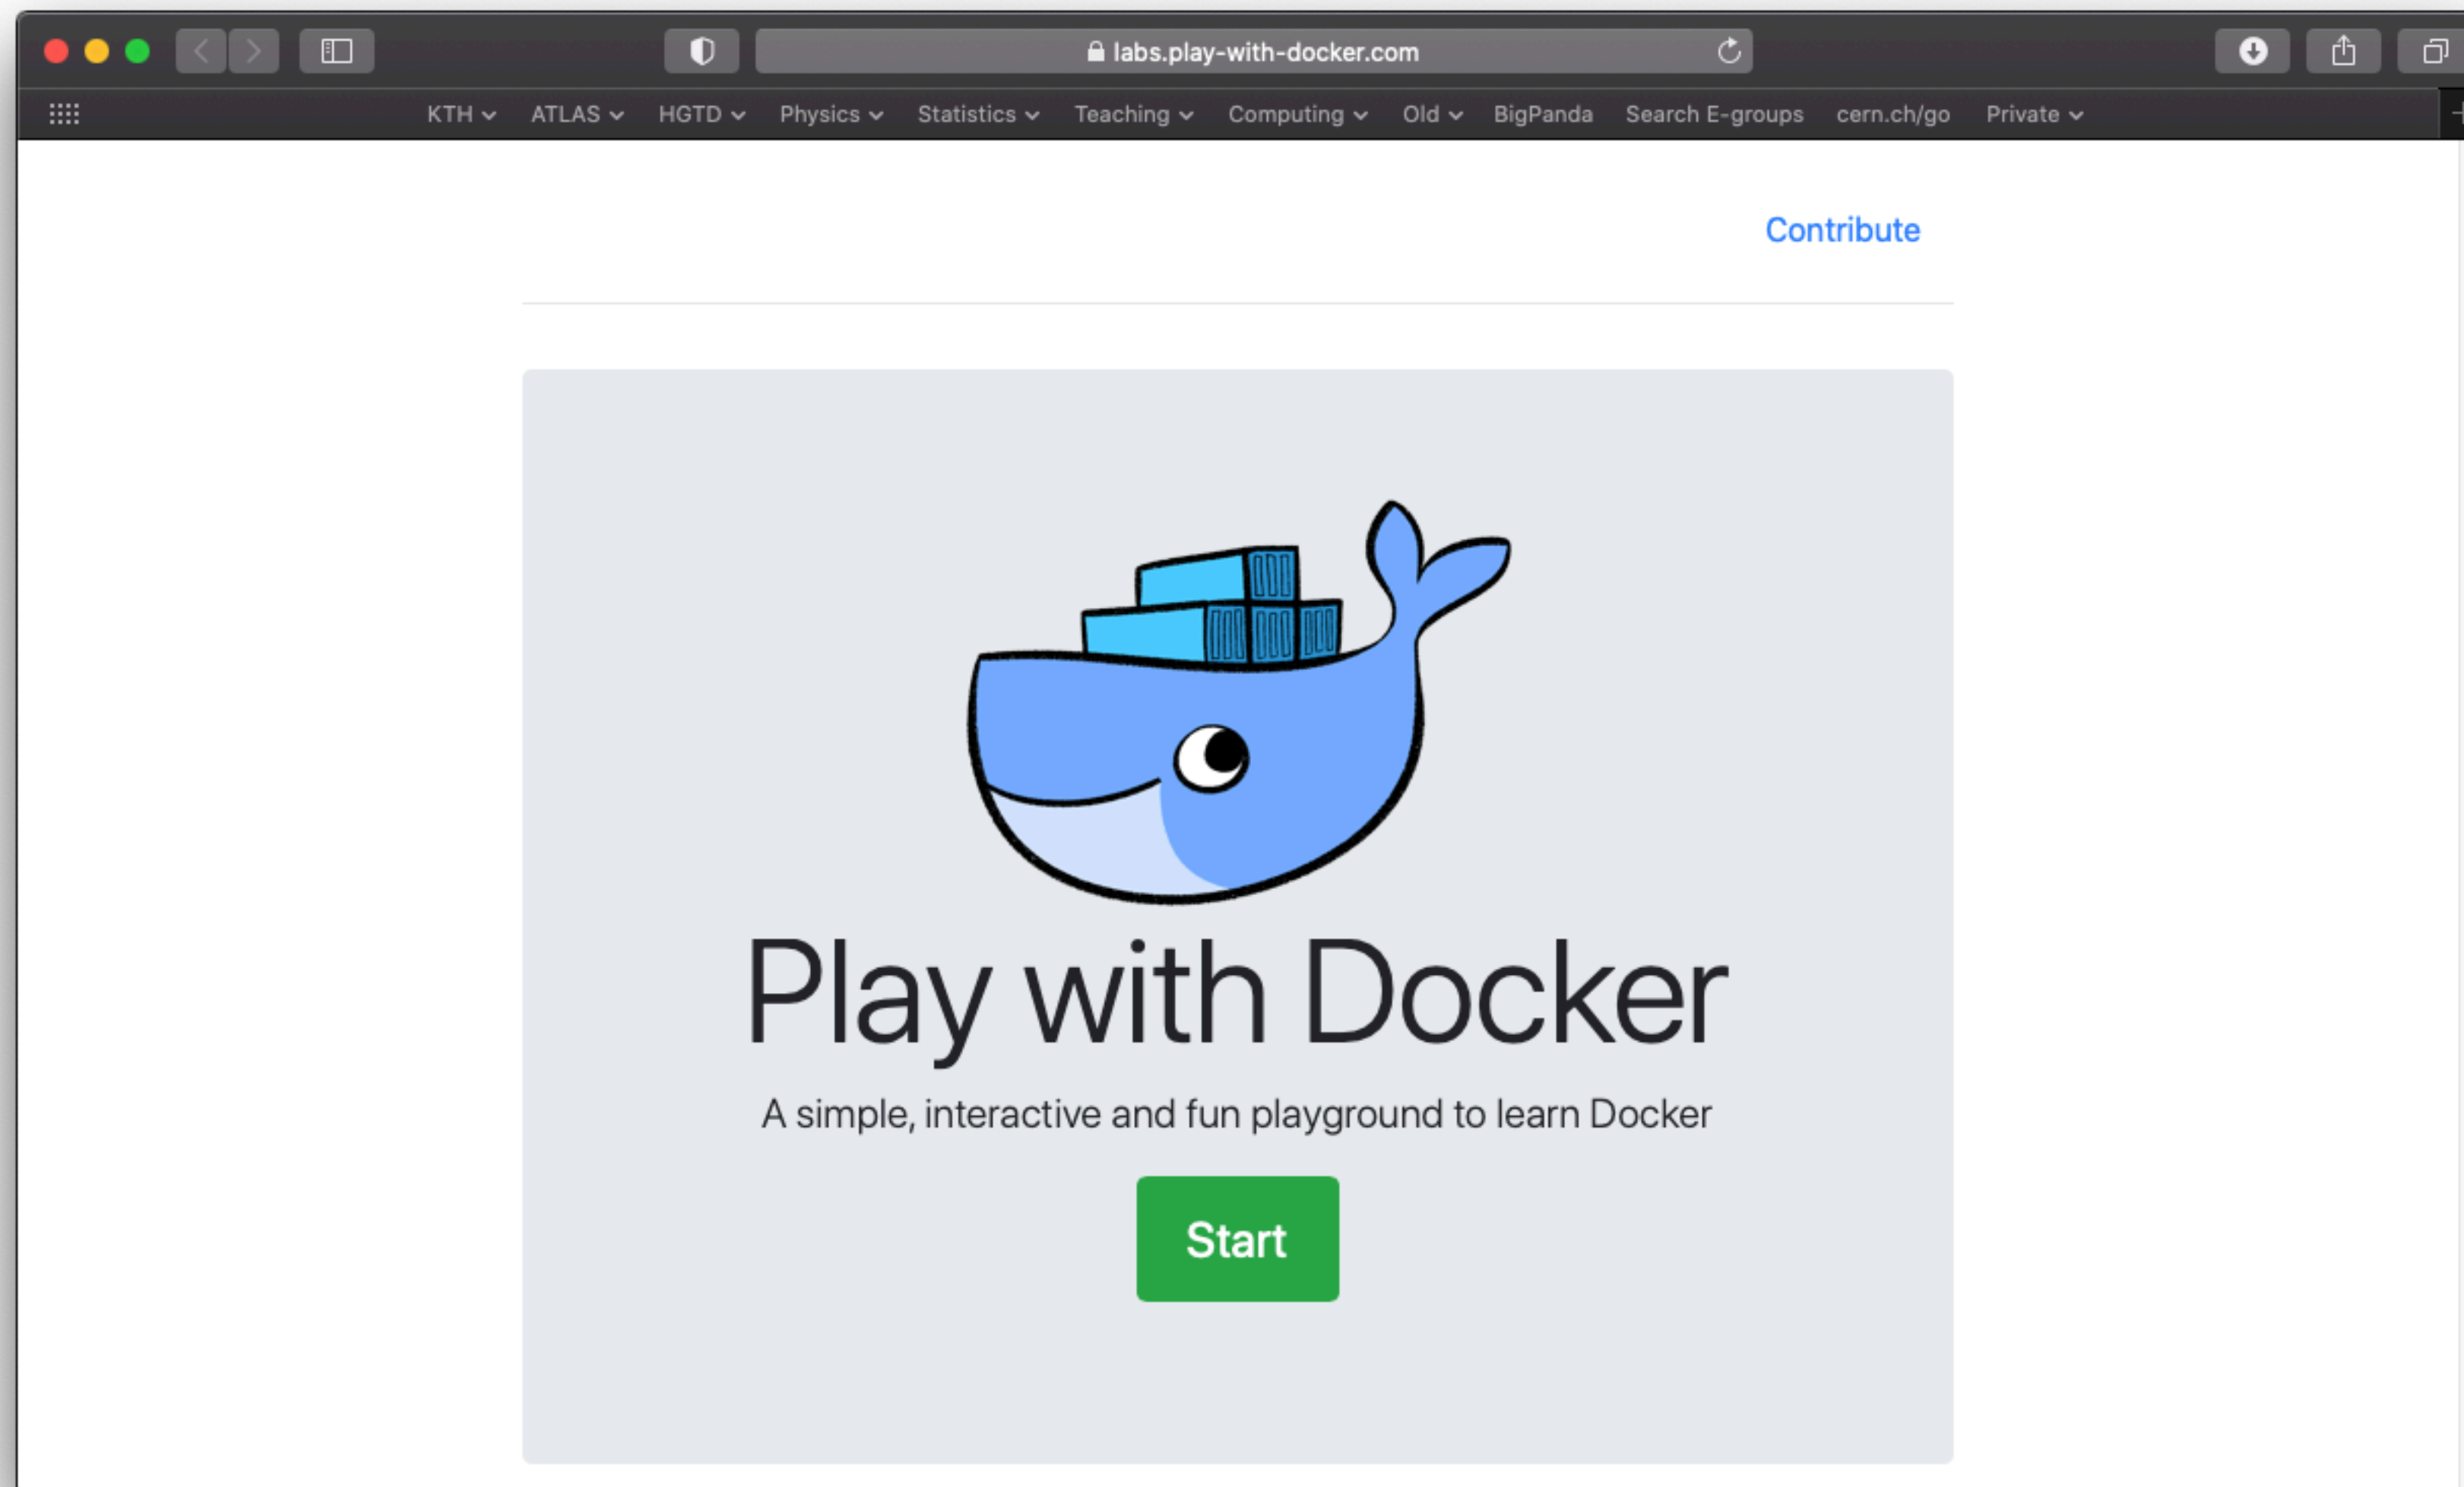 labs.play-with-docker.com
KTH ATLAS HGTD Physics Statistics Teaching Computing Old BigPanda Search E-groups cern.ch/go Private
Contribute
Play with Docker
A simple, interactive and fun playground to learn Docker
Start